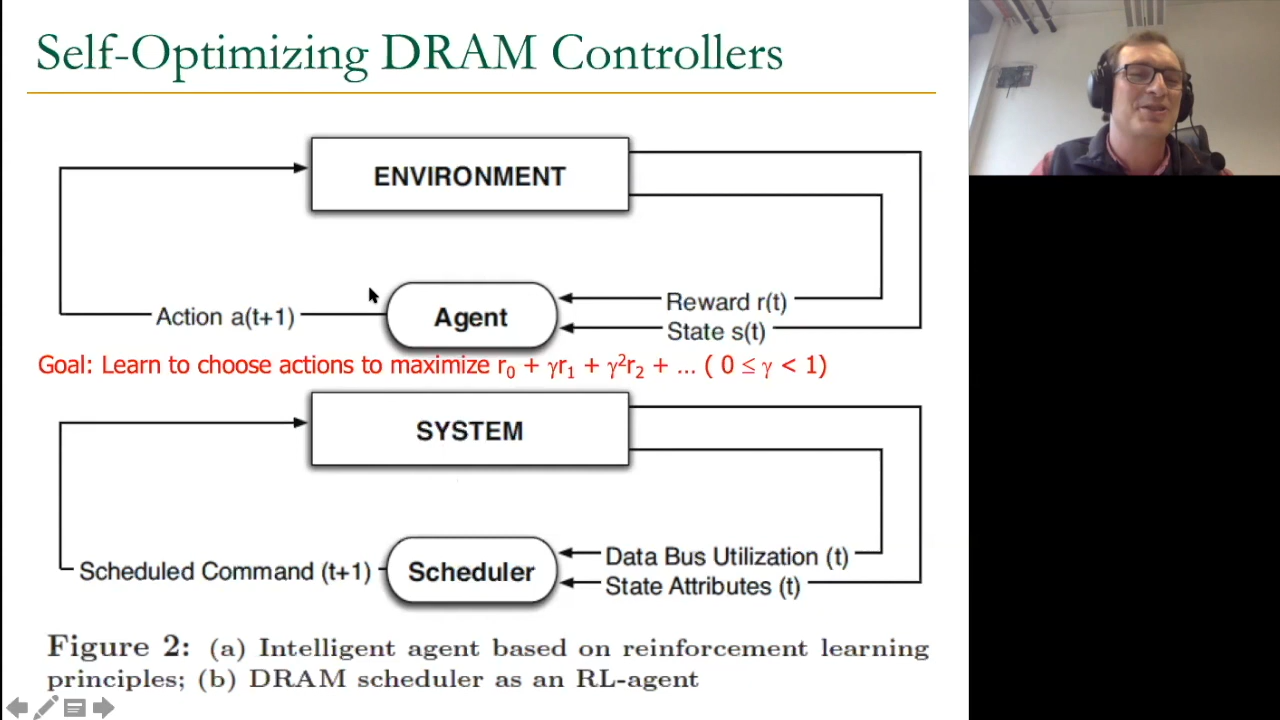 Self-Optimizing DRAM Controllers
ENVIRONMENT
Action a(t+1)
Agent
Reward r(t)
State s(t)
Goal: Learn to choose actions to maximize r₀ + γr₁ + γ²r₂ + … ( 0 ≤ γ < 1)
SYSTEM
Scheduled Command (t+1)
Scheduler
Data Bus Utilization (t)
State Attributes (t)
Figure 2: (a) Intelligent agent based on reinforcement learning
principles; (b) DRAM scheduler as an RL-agent